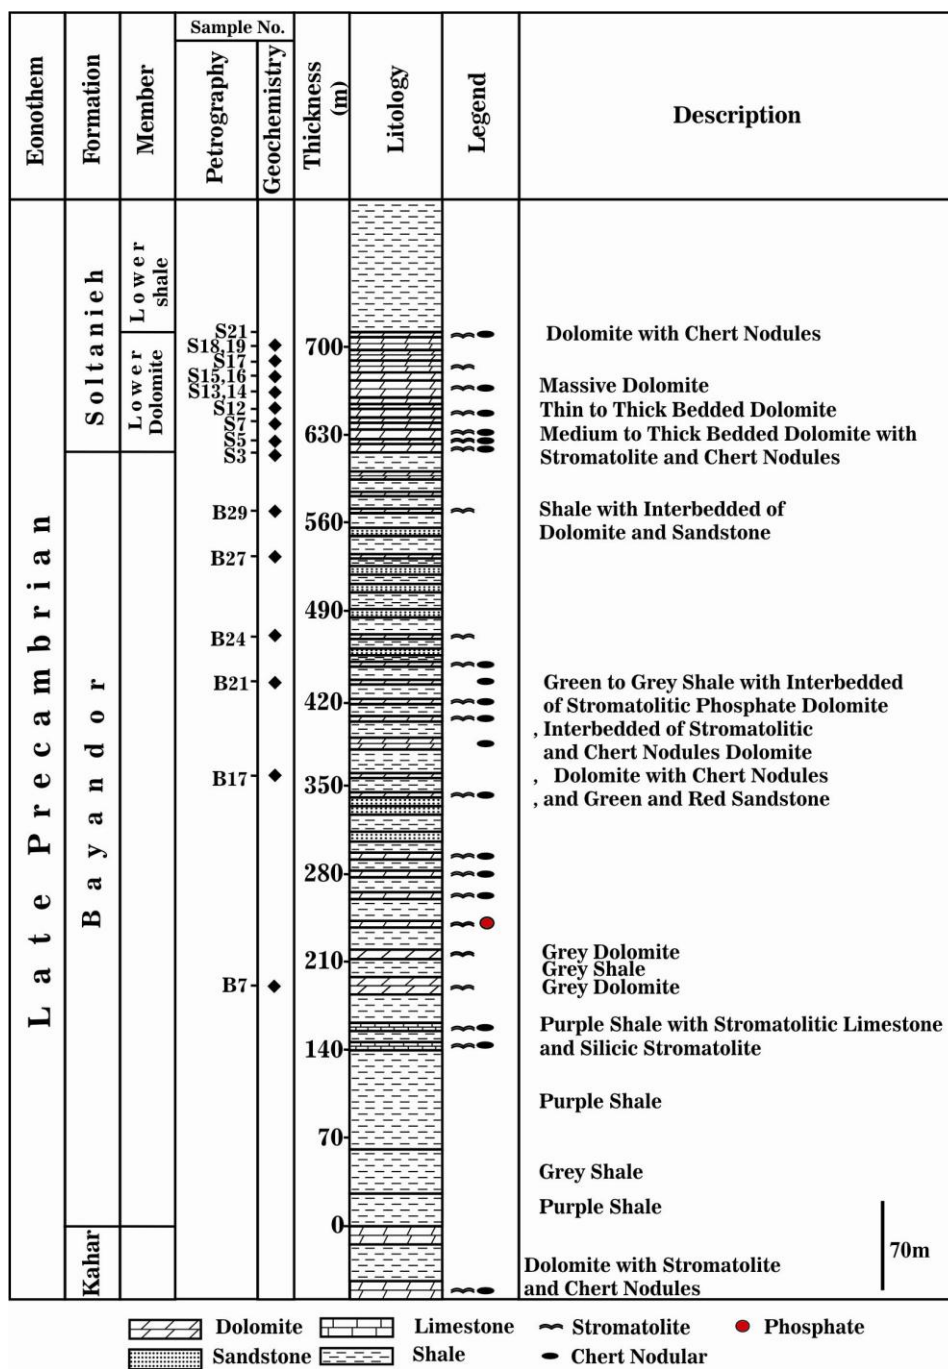 Eonothem
Formation
Member
Sample No.
Petrography
Geochemistry
Thickness
(m)
Litology
Legend
Description
Late Precambrian
Soltanieh
Bayandor
Kahar
Lower
shale
Lower
Dolomite
S21
S18,19
S17
S15,16
S13,14
S12
S7
S5
S3
B29
B27
B24
B21
B17
B7
700
630
560
490
420
350
280
210
140
70
0
Dolomite with Chert Nodules
Massive Dolomite
Thin to Thick Bedded Dolomite
Medium to Thick Bedded Dolomite with
Stromatolite and Chert Nodules
Shale with Interbedded of
Dolomite and Sandstone
Green to Grey Shale with Interbedded
of Stromatolitic Phosphate Dolomite
, Interbedded of Stromatolitic
and Chert Nodules Dolomite
, Dolomite with Chert Nodules
, and Green and Red Sandstone
Grey Dolomite
Grey Shale
Grey Dolomite
Purple Shale with Stromatolitic Limestone
and Silicic Stromatolite
Purple Shale
Grey Shale
Purple Shale
70m
Dolomite with Stromatolite
and Chert Nodules
Dolomite
Limestone
Stromatolite
Phosphate
Sandstone
Shale
Chert Nodular